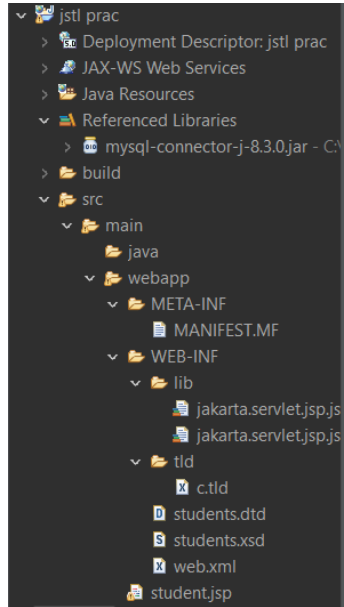 jstl prac
Deployment Descriptor: jstl prac
JAX-WS Web Services
Java Resources
Referenced Libraries
mysql-connector-j-8.3.0.jar - C:\
build
src
main
java
webapp
META-INF
MANIFEST.MF
WEB-INF
lib
jakarta.servlet.jsp.js
jakarta.servlet.jsp.js
tld
c.tld
students.dtd
students.xsd
web.xml
student.jsp